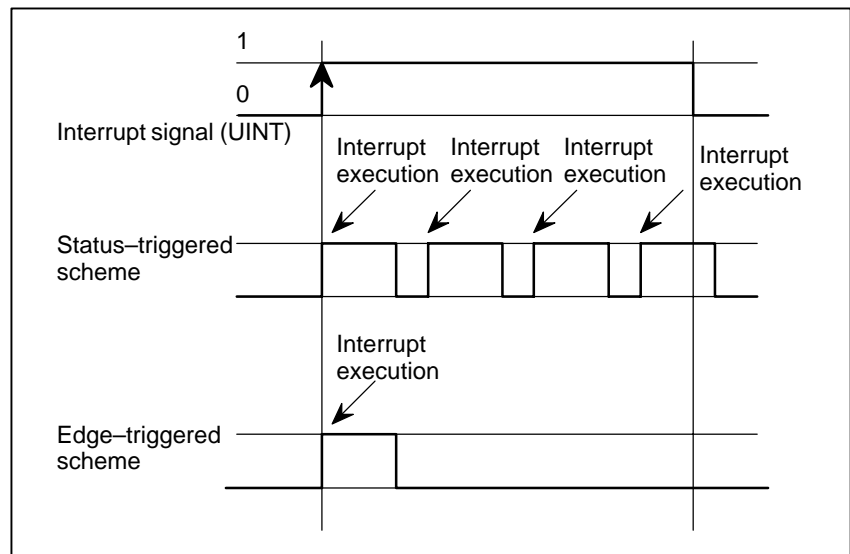 1
0
Interrupt signal (UINT)
Interrupt
execution
Interrupt
execution
Interrupt
execution
Interrupt
execution
Status–triggered
scheme
Interrupt
execution
Edge–triggered
scheme